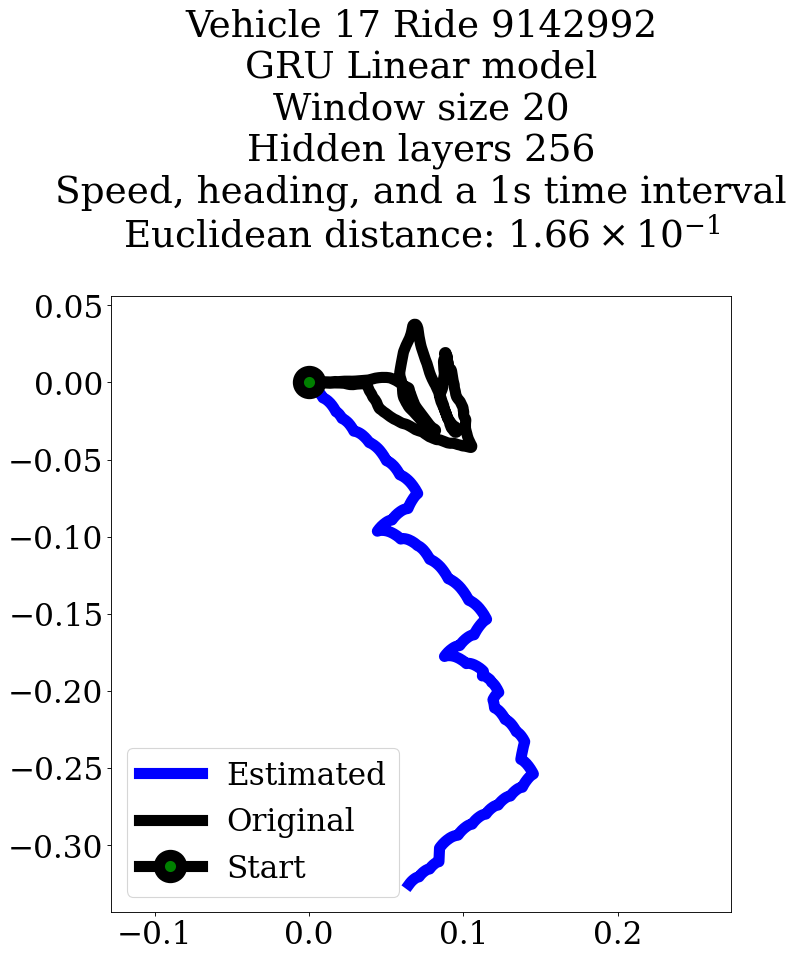 Vehicle 17 Ride 9142992
GRU Linear model
Window size 20
Hidden layers 256
Speed, heading, and a 1s time interval
Euclidean distance: 1.66 × 10⁻¹
0.05
0.00
−0.05
−0.10
−0.15
−0.20
−0.25
−0.30
Estimated
Original
Start
−0.1
0.0
0.1
0.2